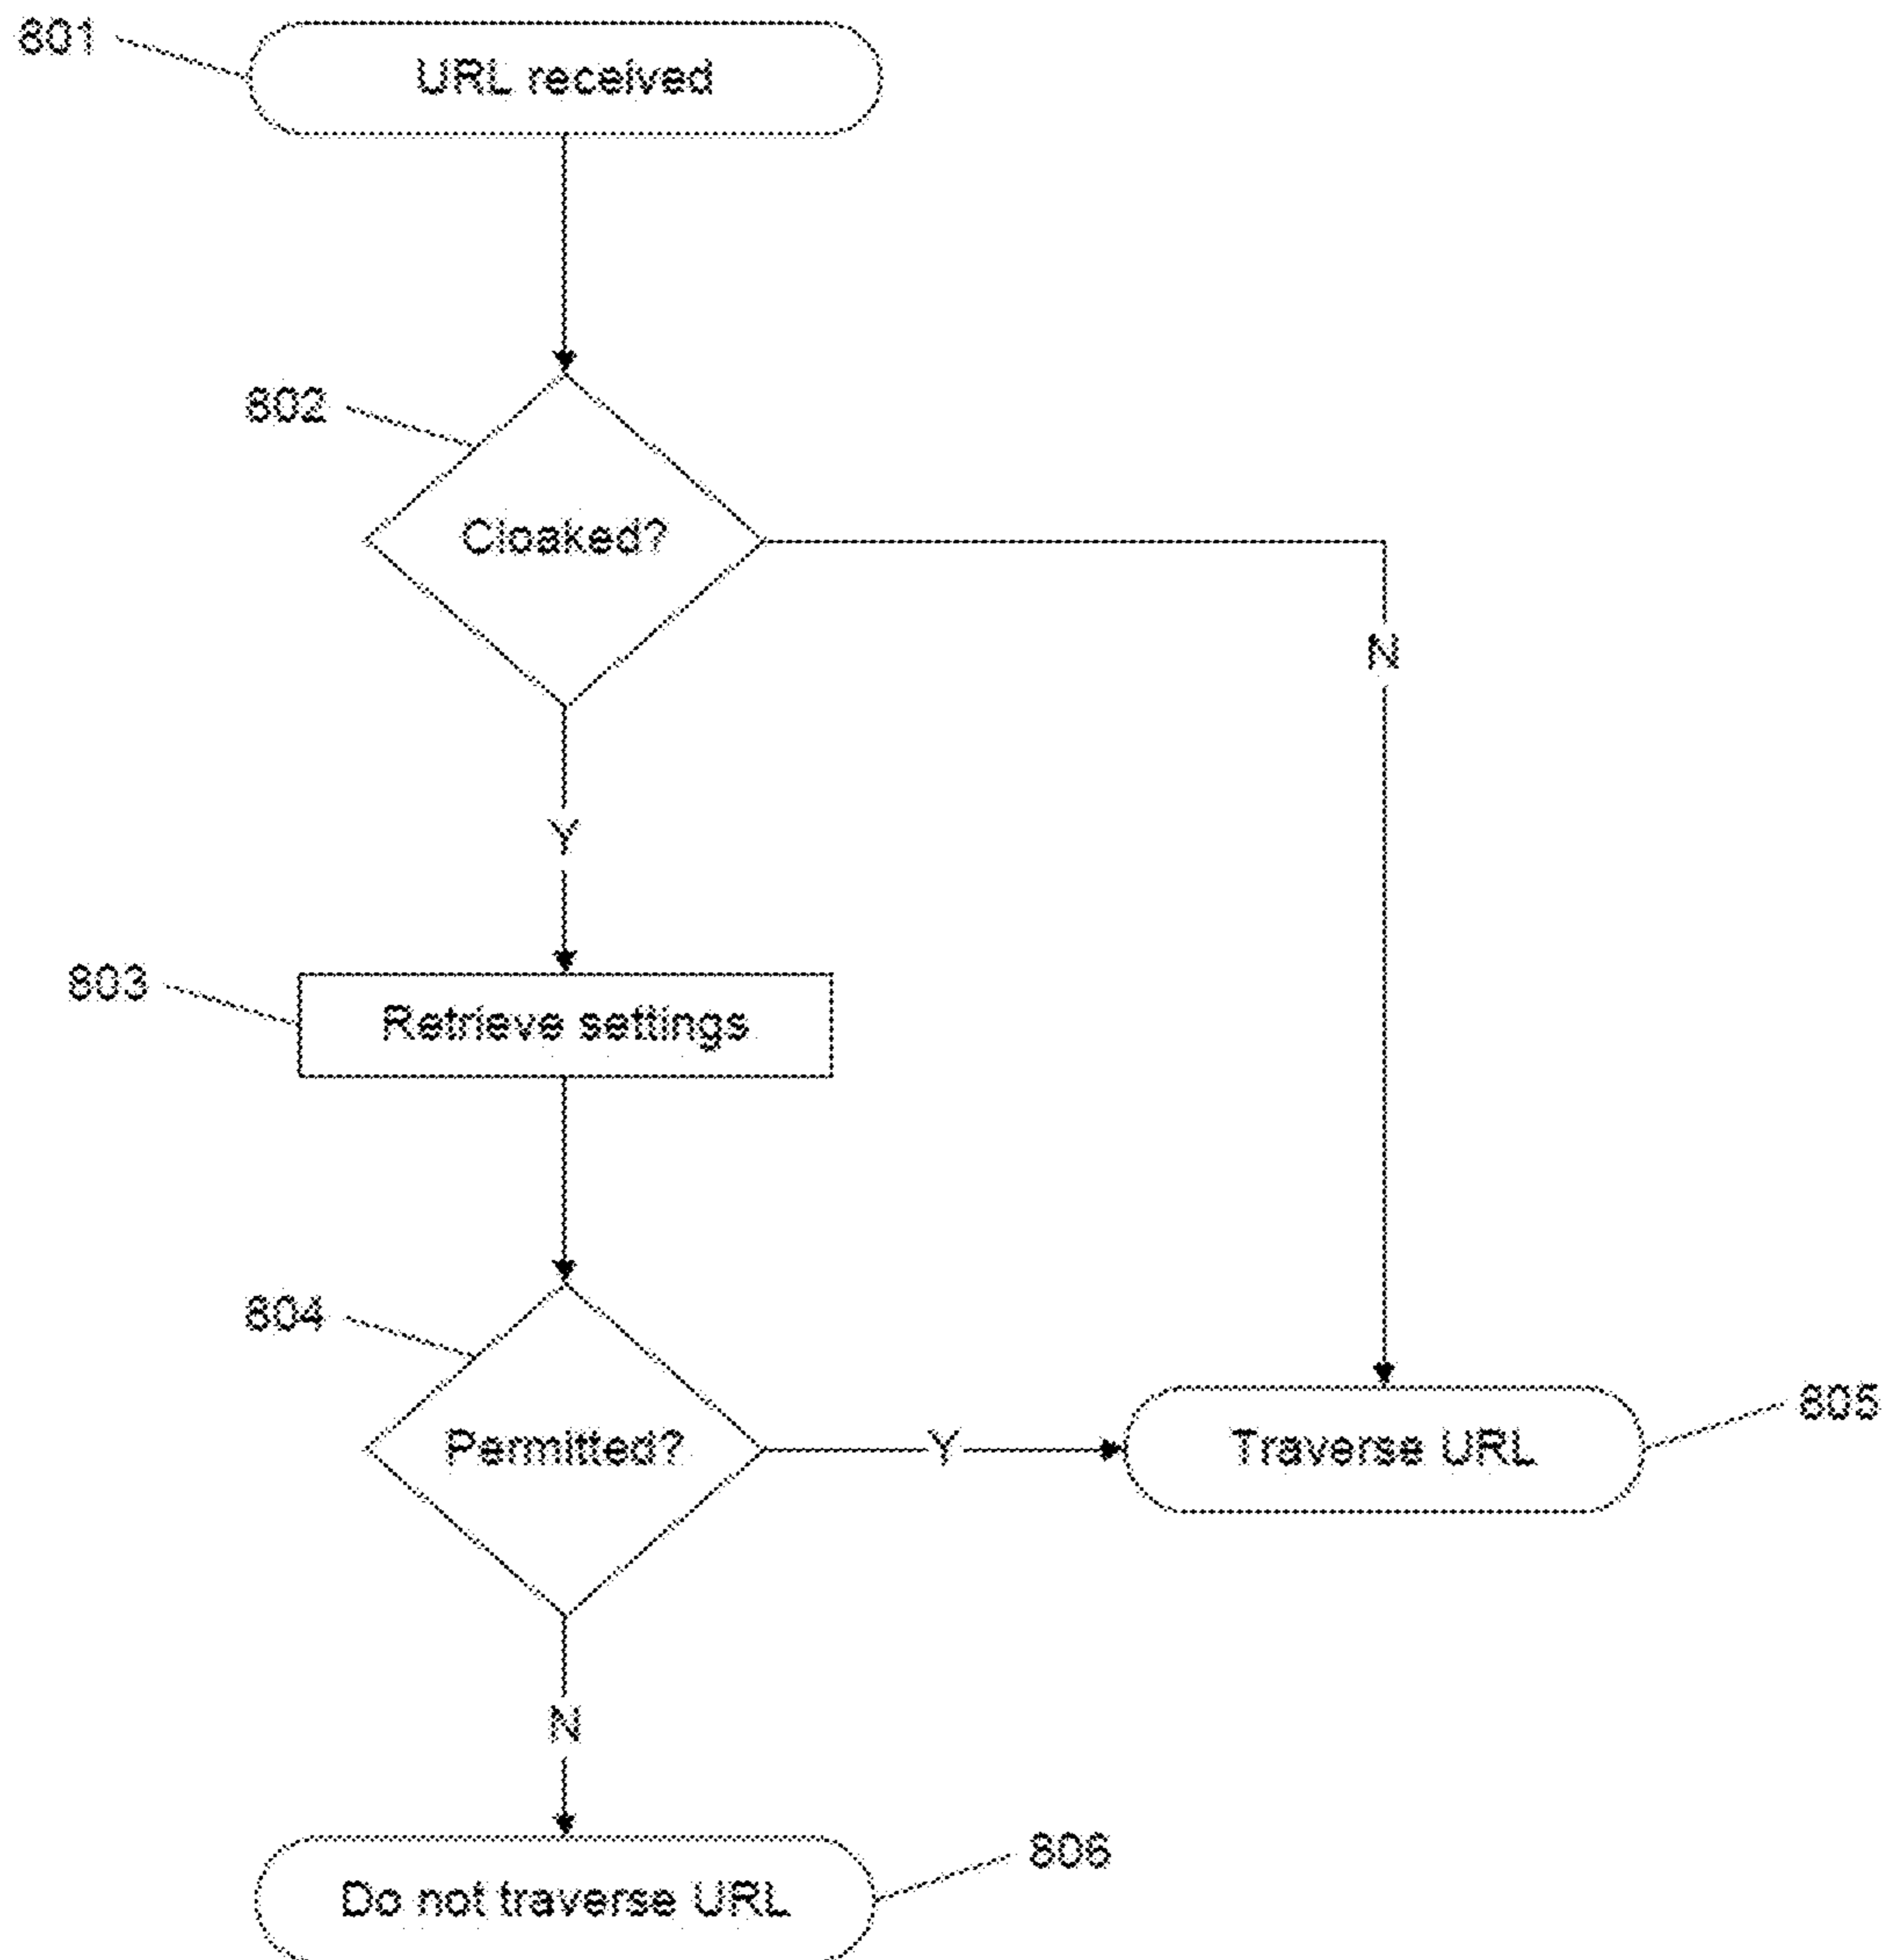 801
URL received
802
Cloaked?
N
Y
803
Retrieve settings
804
Permitted?
Y
Traverse URL
805
N
Do not traverse URL
806